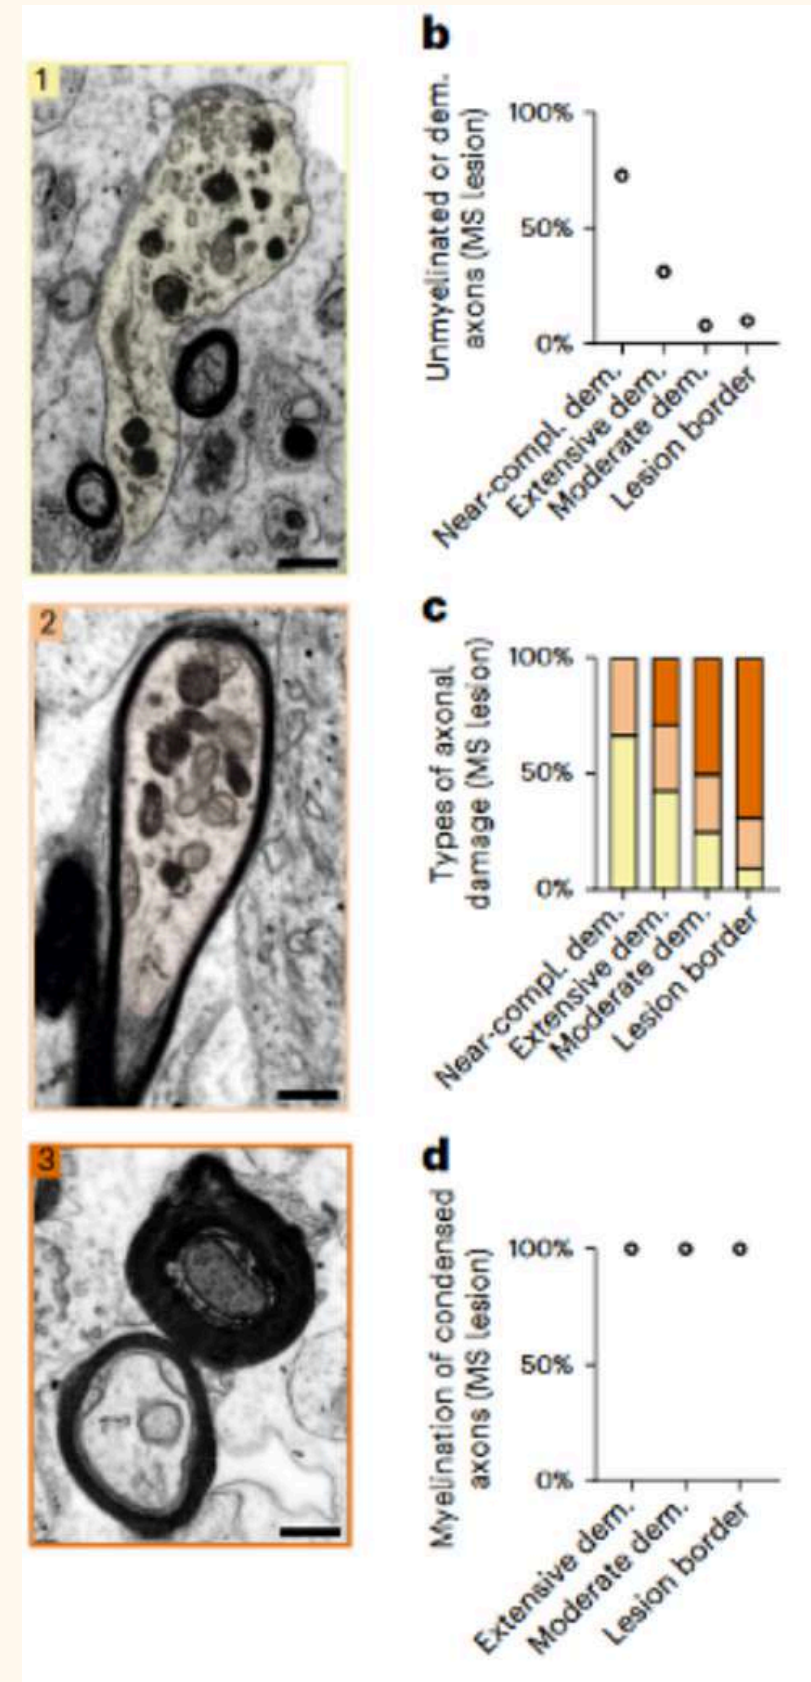 1
2
3
b
Unmyelinated or dem.
axons (MS lesion)
100%
50%
0%
Near-compl. dem.
Extensive dem.
Moderate dem.
Lesion border
c
Types of axonal
damage (MS lesion)
100%
50%
0%
Near-compl. dem.
Extensive dem.
Moderate dem.
Lesion border
d
Myelination of condensed
axons (MS lesion)
100%
50%
0%
Extensive dem.
Moderate dem.
Lesion border